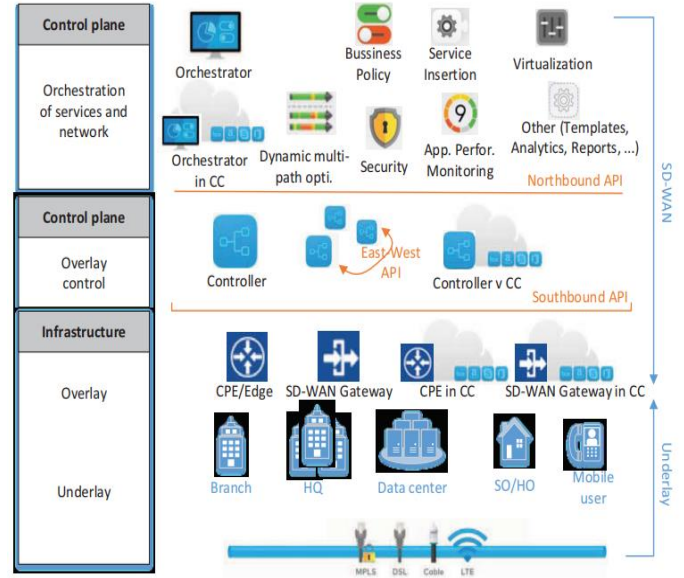 Control plane
Orchestration
of services and
network
Orchestrator
Bussiness
Policy
Service
Insertion
Virtualization
Orchestrator
in CC
Dynamic multi-
path opti.
Security
9
App. Perfor.
Monitoring
Other (Templates,
Analytics, Reports, ...)
Northbound API
SD-WAN
Control plane
Overlay
control
Controller
East-West
API
Controller v CC
Southbound API
Infrastructure
Overlay
Underlay
CPE/Edge
SD-WAN Gateway
CPE in CC
SD-WAN Gateway in CC
Branch
HQ
Data center
SO/HO
Mobile
user
Underlay
MPLS
DSL
Cable
LTE